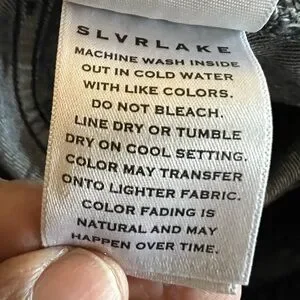 SLVRLAKE
MACHINE WASH INSIDE
OUT IN COLD WATER
WITH LIKE COLORS.
DO NOT BLEACH.
LINE DRY OR TUMBLE
DRY ON COOL SETTING.
COLOR MAY TRANSFER
ONTO LIGHTER FABRIC.
COLOR FADING IS
NATURAL AND MAY
HAPPEN OVER TIME.